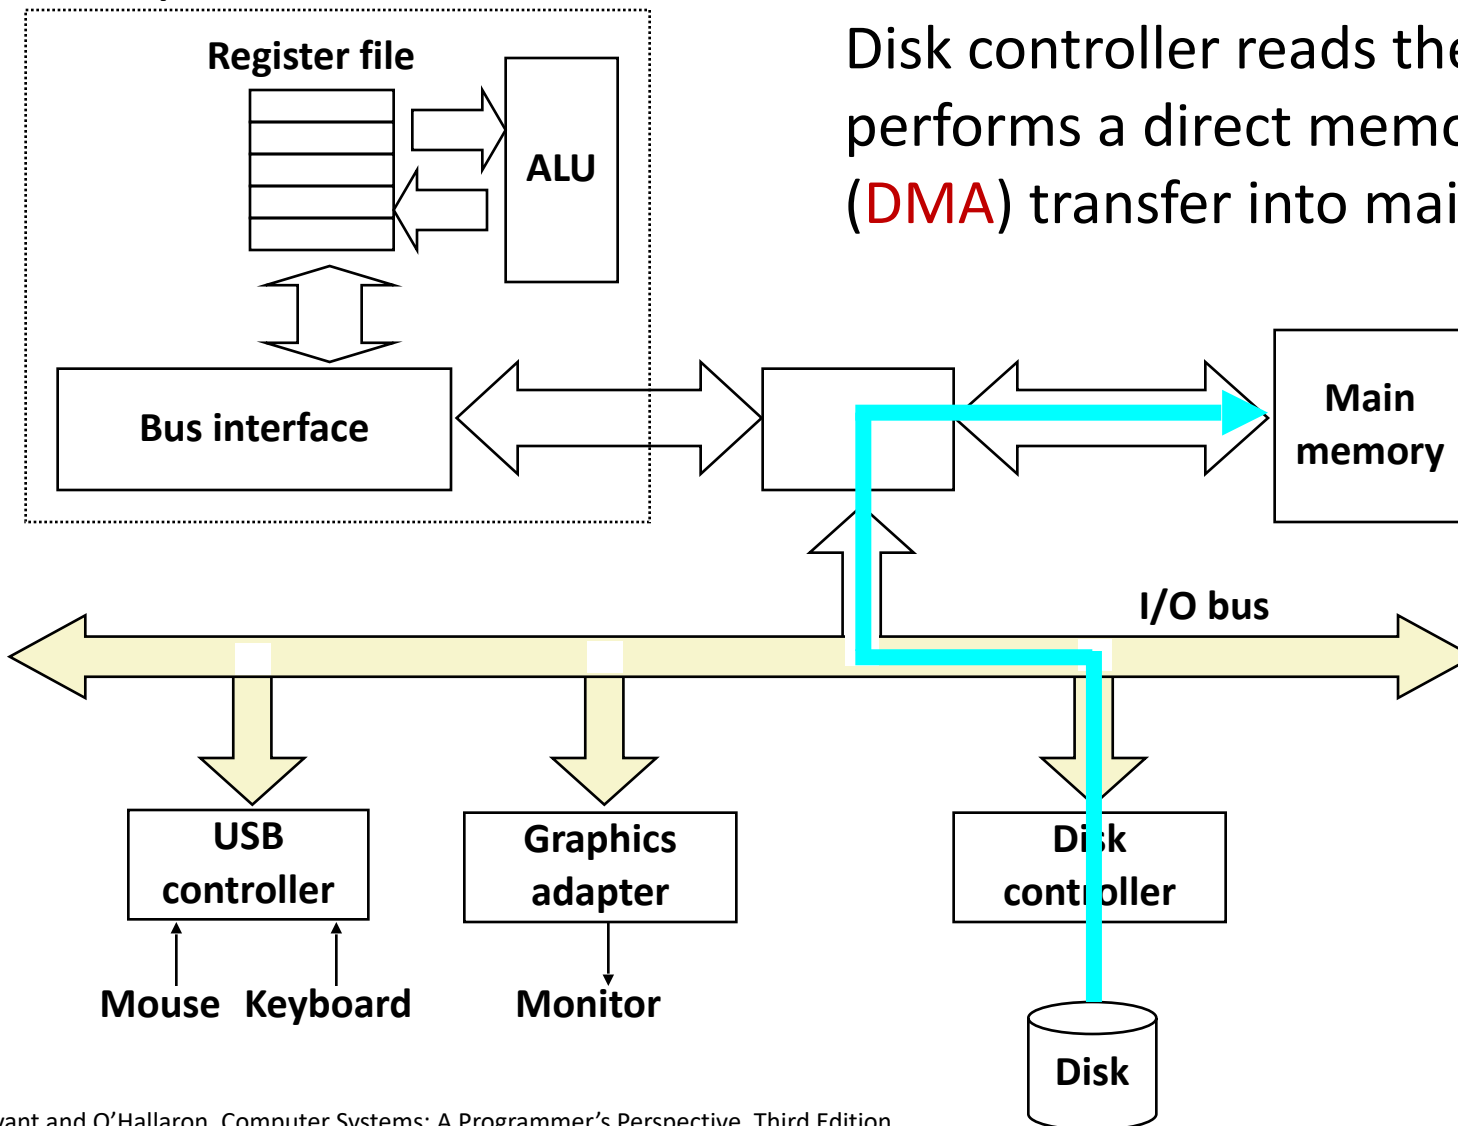 Register file
ALU
Disk controller reads the
performs a direct memo
(DMA) transfer into mai
Bus interface
Main
memory
I/O bus
USB
controller
Graphics
adapter
Disk
controller
Mouse
Keyboard
Monitor
Disk
yant and O'Hallaron, Computer Systems: A Programmer's Perspective, Third Edition